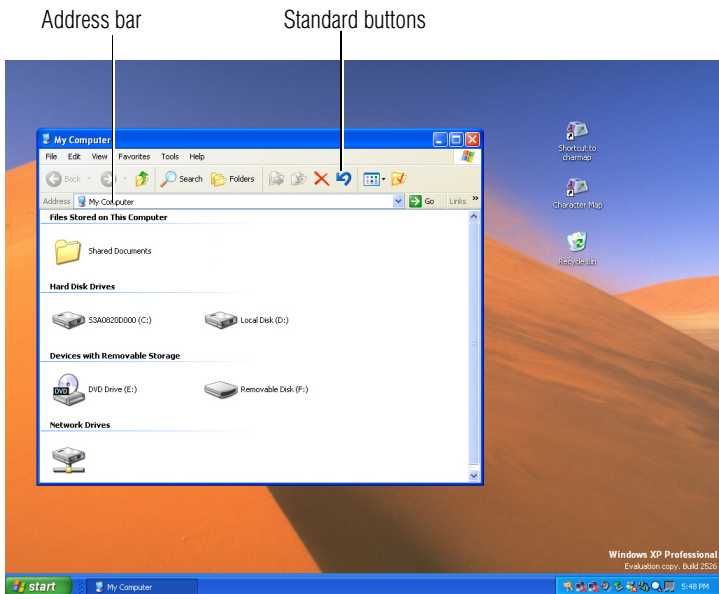 Address bar
Standard buttons
My Computer
File Edit View Favorites Tools Help
Back Search Folders
Address My Computer Go Links »
Files Stored on This Computer
Shared Documents
Hard Disk Drives
53A0820D000 (C:) Local Disk (D:)
Devices with Removable Storage
DVD
DVD Drive (E:) Removable Disk (F:)
Network Drives
Shortcut to
charmap
Character Map
Recycle Bin
Windows XP Professional
Evaluation copy. Build 2526
start My Computer 5:48 PM